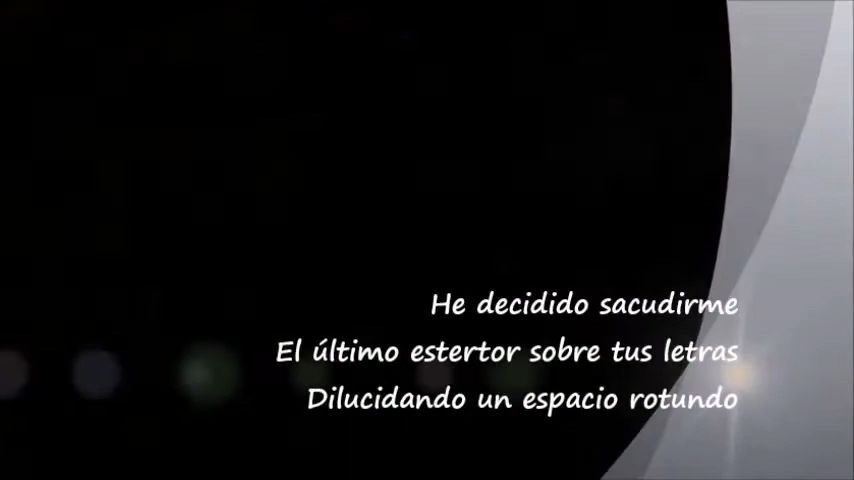 He decidido sacudirme
El último estertor sobre tus letras
Dilucidando un espacio rotundo